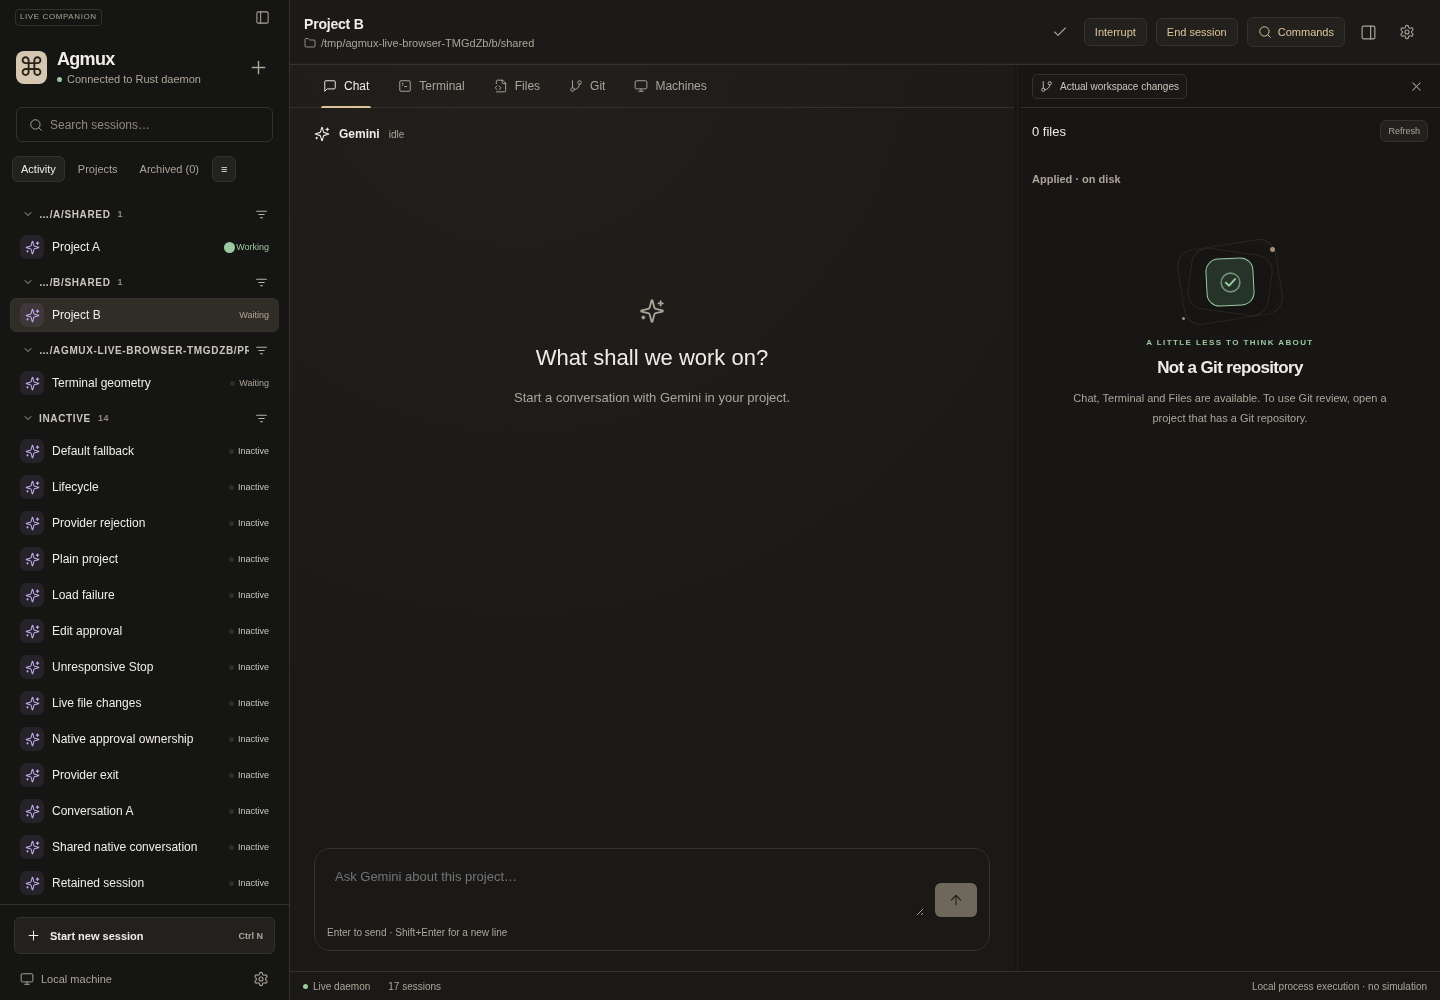 LIVE COMPANION
Agmux
Connected to Rust daemon
Search sessions…
Activity
Projects
Archived (0)
…/A/SHARED 1
Project A
Working
…/B/SHARED 1
Project B
Waiting
…/AGMUX-LIVE-BROWSER-TMGDZB/PR
Terminal geometry
Waiting
INACTIVE 14
Default fallback
Inactive
Lifecycle
Inactive
Provider rejection
Inactive
Plain project
Inactive
Load failure
Inactive
Edit approval
Inactive
Unresponsive Stop
Inactive
Live file changes
Inactive
Native approval ownership
Inactive
Provider exit
Inactive
Conversation A
Inactive
Shared native conversation
Inactive
Retained session
Inactive
Start new session
Ctrl N
Local machine
Project B
/tmp/agmux-live-browser-TMGdZb/b/shared
Interrupt
End session
Commands
Chat
Terminal
Files
Git
Machines
Gemini idle
What shall we work on?
Start a conversation with Gemini in your project.
Ask Gemini about this project…
Enter to send · Shift+Enter for a new line
Actual workspace changes
0 files
Refresh
Applied · on disk
A LITTLE LESS TO THINK ABOUT
Not a Git repository
Chat, Terminal and Files are available. To use Git review, open a
project that has a Git repository.
Live daemon
17 sessions
Local process execution · no simulation